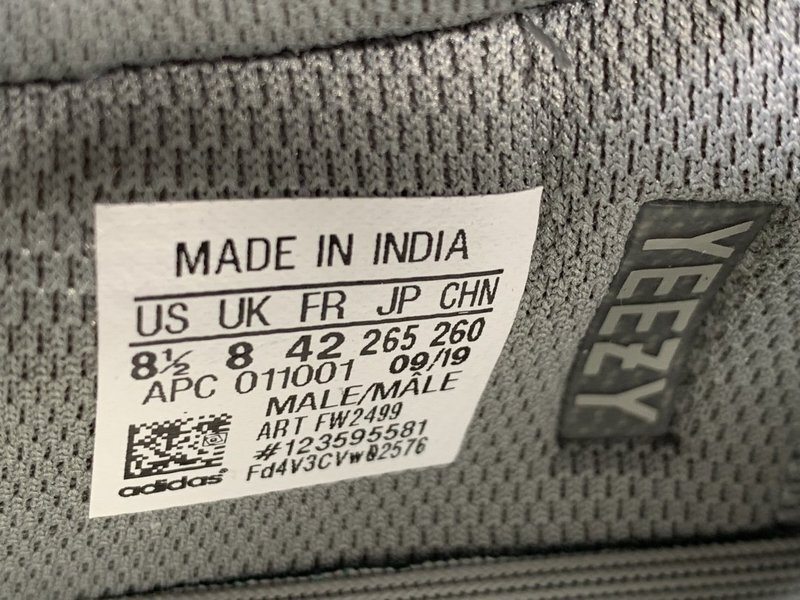 MADE IN INDIA
US UK FR JP CHN
8½ 8 42 265 260
APC 011001 09/19
MALE/MÂLE
ART FW2499
#123595581
Fd4V3CVw02576
adidas®
YEEZY